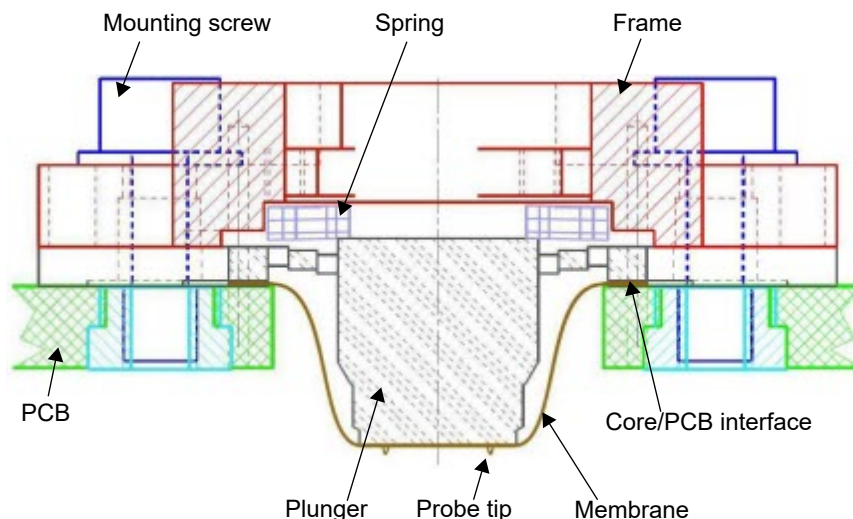 Mounting screw
Spring
Frame
PCB
Core/PCB interface
Plunger
Probe tip
Membrane